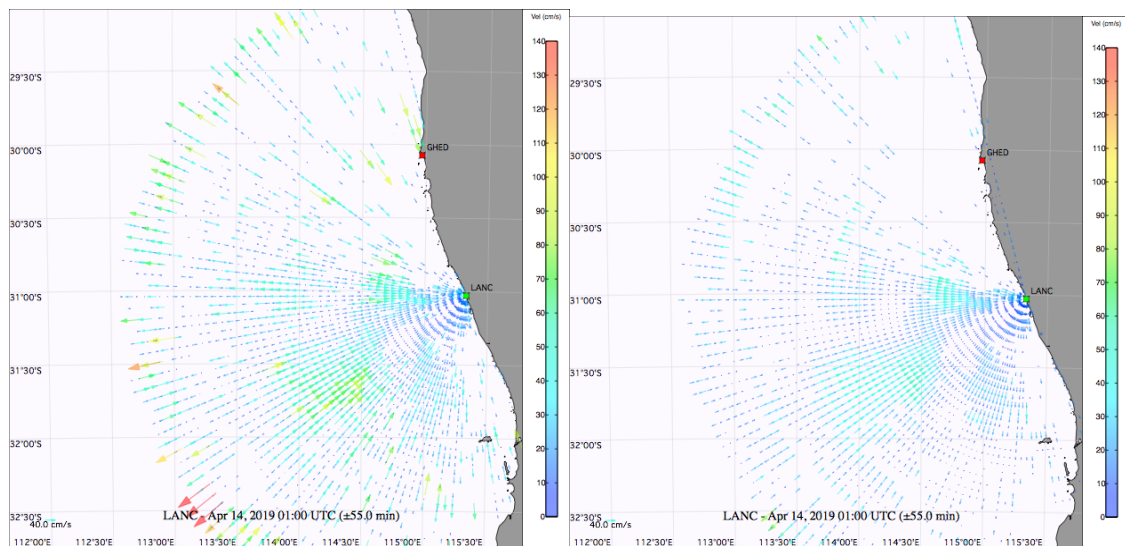 Vel (cm/s)
140
130
120
110
100
90
80
70
60
50
40
30
20
10
0
29°30'S
30°00'S
30°30'S
31°00'S
31°30'S
32°00'S
32°30'S
GHED
LANC
40.0 cm/s
LANC - Apr 14, 2019 01:00 UTC (±55.0 min)
112°00'E
112°30'E
113°00'E
113°30'E
114°00'E
114°30'E
115°00'E
115°30'E
Vel (cm/s)
140
130
120
110
100
90
80
70
60
50
40
30
20
10
0
29°30'S
30°00'S
30°30'S
31°00'S
31°30'S
32°00'S
32°30'S
GHED
LANC
40.0 cm/s
LANC - Apr 14, 2019 01:00 UTC (±55.0 min)
112°00'E
112°30'E
113°00'E
113°30'E
114°00'E
114°30'E
115°00'E
115°30'E